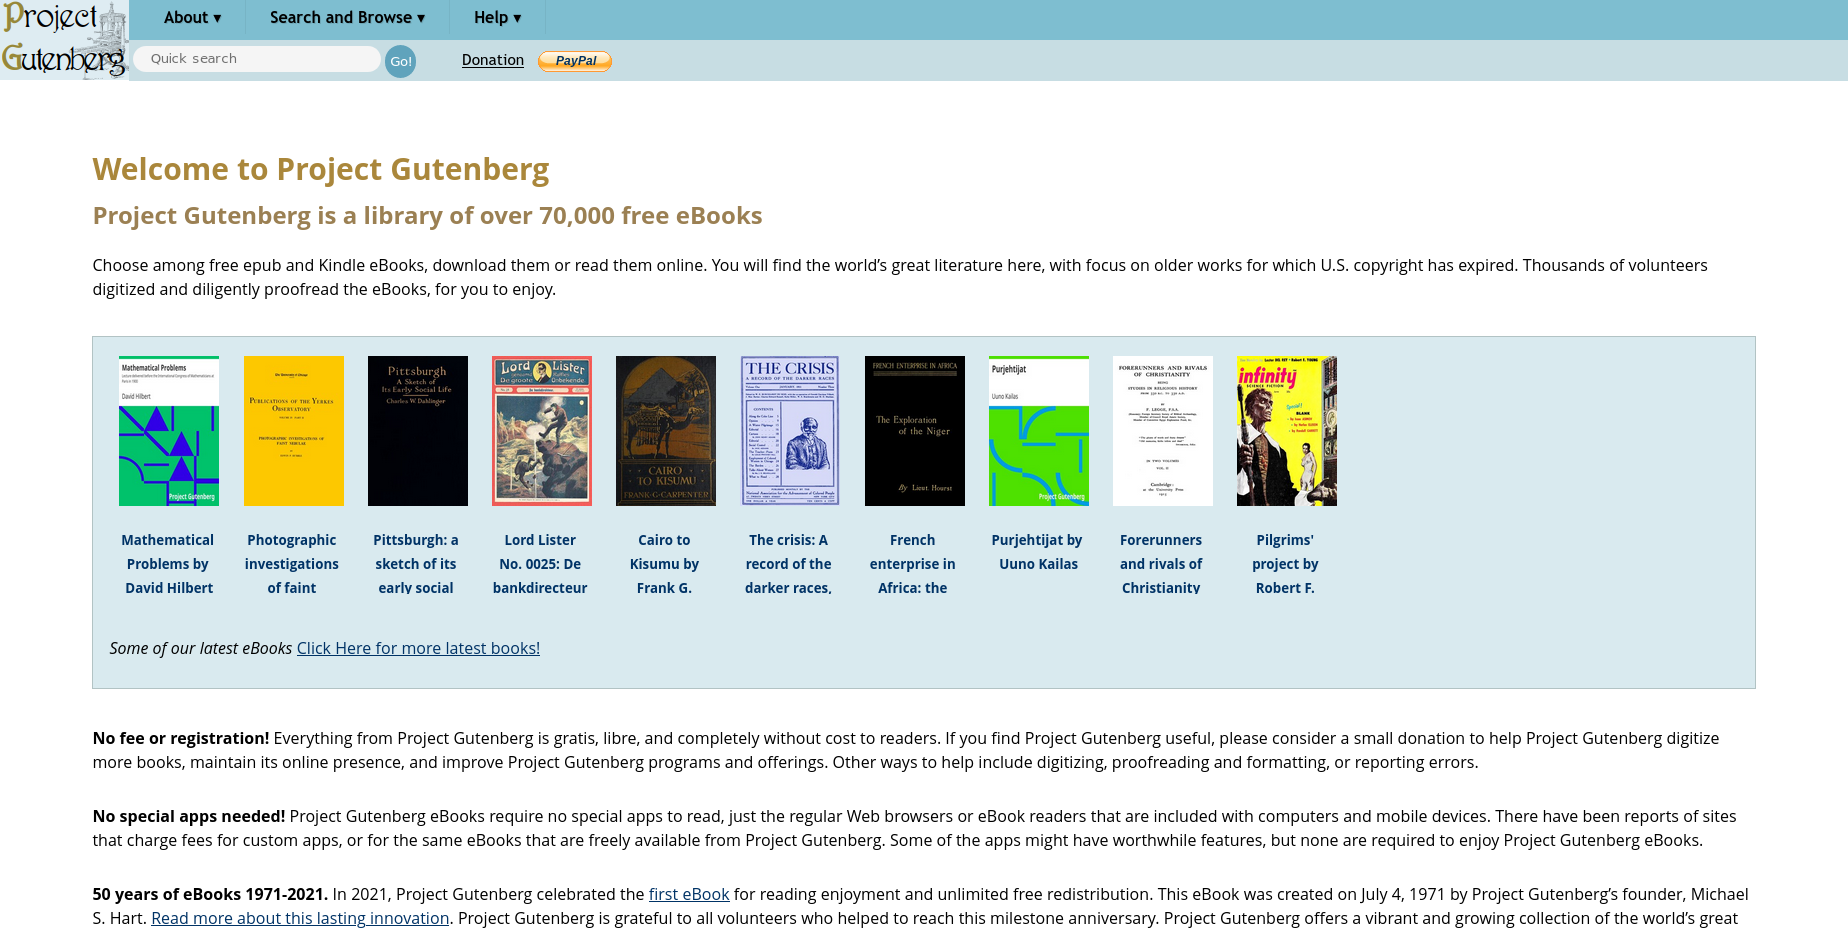 Project
Gutenberg
About ▾
Search and Browse ▾
Help ▾
Quick search
Go!
Donation
PayPal
Welcome to Project Gutenberg
Project Gutenberg is a library of over 70,000 free eBooks
Choose among free epub and Kindle eBooks, download them or read them online. You will find the world’s great literature here, with focus on older works for which U.S. copyright has expired. Thousands of volunteers
digitized and diligently proofread the eBooks, for you to enjoy.
Mathematical Problems
David Hilbert
Project Gutenberg
Publications of the Yerkes
Observatory
Photographic Investigations of
Faint Nebulae
Pittsburgh
A Sketch of
Its Early Social Life
Charles W. Dahlinger
Lord Lister
De groote Onbekende.
CAIRO
TO KISUMU
FRANK·G·CARPENTER
THE CRISIS
A RECORD OF THE DARKER RACES
FRENCH ENTERPRISE IN AFRICA
The Exploration
of the Niger
By Lieut Hourst
Purjehtijat
Uuno Kailas
Project Gutenberg
FORERUNNERS AND RIVALS
OF CHRISTIANITY
infinity
SCIENCE FICTION
Mathematical
Problems by
David Hilbert
Photographic
investigations
of faint
Pittsburgh: a
sketch of its
early social
Lord Lister
No. 0025: De
bankdirecteur
Cairo to
Kisumu by
Frank G.
The crisis: A
record of the
darker races,
French
enterprise in
Africa: the
Purjehtijat by
Uuno Kailas
Forerunners
and rivals of
Christianity
Pilgrims'
project by
Robert F.
Some of our latest eBooks Click Here for more latest books!
No fee or registration! Everything from Project Gutenberg is gratis, libre, and completely without cost to readers. If you find Project Gutenberg useful, please consider a small donation to help Project Gutenberg digitize
more books, maintain its online presence, and improve Project Gutenberg programs and offerings. Other ways to help include digitizing, proofreading and formatting, or reporting errors.
No special apps needed! Project Gutenberg eBooks require no special apps to read, just the regular Web browsers or eBook readers that are included with computers and mobile devices. There have been reports of sites
that charge fees for custom apps, or for the same eBooks that are freely available from Project Gutenberg. Some of the apps might have worthwhile features, but none are required to enjoy Project Gutenberg eBooks.
50 years of eBooks 1971-2021. In 2021, Project Gutenberg celebrated the first eBook for reading enjoyment and unlimited free redistribution. This eBook was created on July 4, 1971 by Project Gutenberg’s founder, Michael
S. Hart. Read more about this lasting innovation. Project Gutenberg is grateful to all volunteers who helped to reach this milestone anniversary. Project Gutenberg offers a vibrant and growing collection of the world’s great